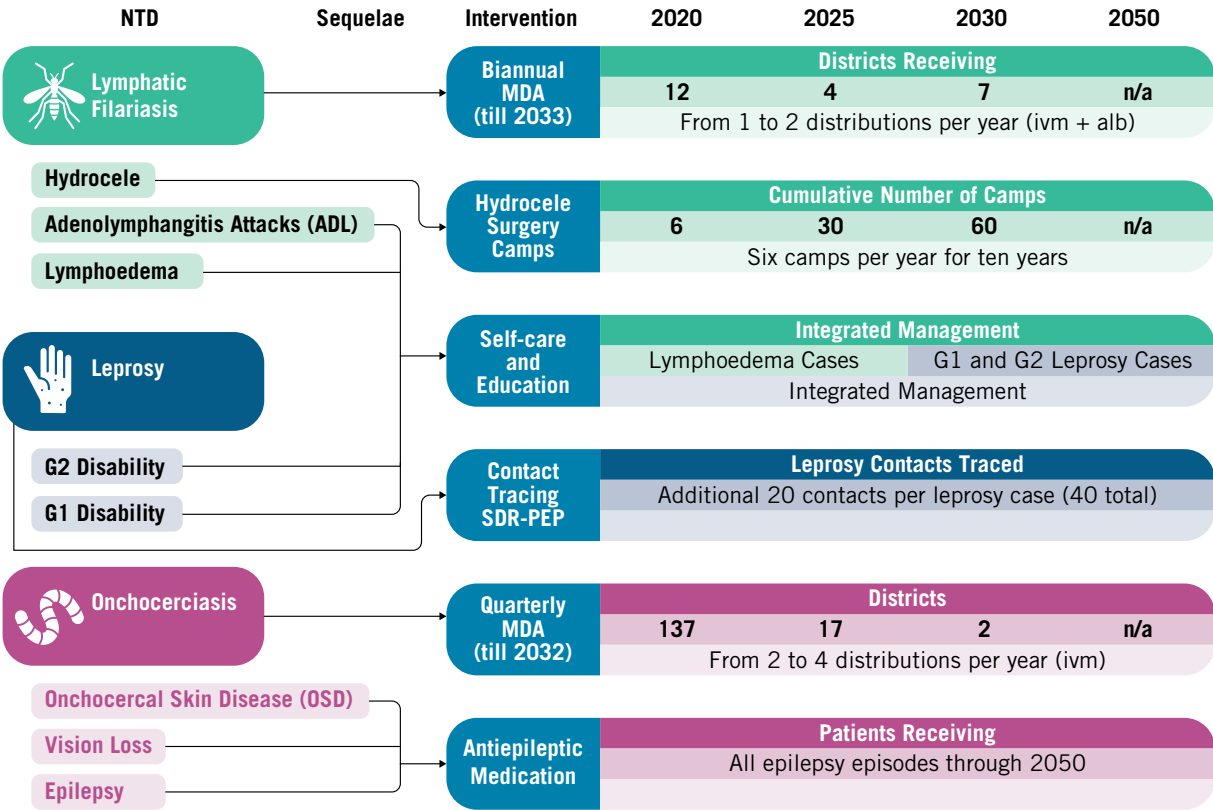 NTD Sequelae Intervention 2020 2025 2030 2050
Lymphatic
Filariasis
Biannual
MDA
(till 2033)
Districts Receiving
12 4 7 n/a
From 1 to 2 distributions per year (ivm + alb)
Hydrocele
Adenolymphangitis Attacks (ADL)
Lymphoedema
Hydrocele
Surgery
Camps
Cumulative Number of Camps
6 30 60 n/a
Six camps per year for ten years
Self-care
and
Education
Integrated Management
Lymphoedema Cases G1 and G2 Leprosy Cases
Integrated Management
Leprosy
G2 Disability
G1 Disability
Contact
Tracing
SDR-PEP
Leprosy Contacts Traced
Additional 20 contacts per leprosy case (40 total)
Onchocerciasis
Quarterly
MDA
(till 2032)
Districts
137 17 2 n/a
From 2 to 4 distributions per year (ivm)
Onchocercal Skin Disease (OSD)
Vision Loss
Epilepsy
Antiepileptic
Medication
Patients Receiving
All epilepsy episodes through 2050